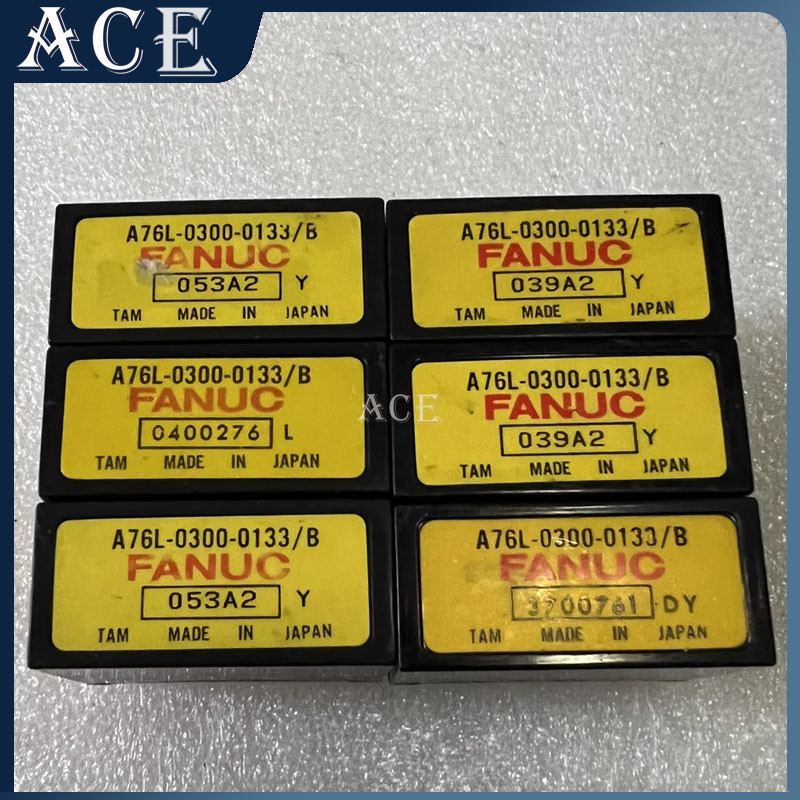 ACE
A76L-0300-0133/B
FANUC
053A2 Y
TAM MADE IN JAPAN
A76L-0300-0133/B
FANUC
039A2 Y
TAM MADE IN JAPAN
A76L-0300-0133/B
FANUC
0400276 L
TAM MADE IN JAPAN
ACE
A76L-0300-0133/B
FANUC
039A2 Y
TAM MADE IN JAPAN
A76L-0300-0133/B
FANUC
053A2 Y
TAM MADE IN JAPAN
A76L-0300-0133/B
FANUC
3700761 DY
TAM MADE IN JAPAN